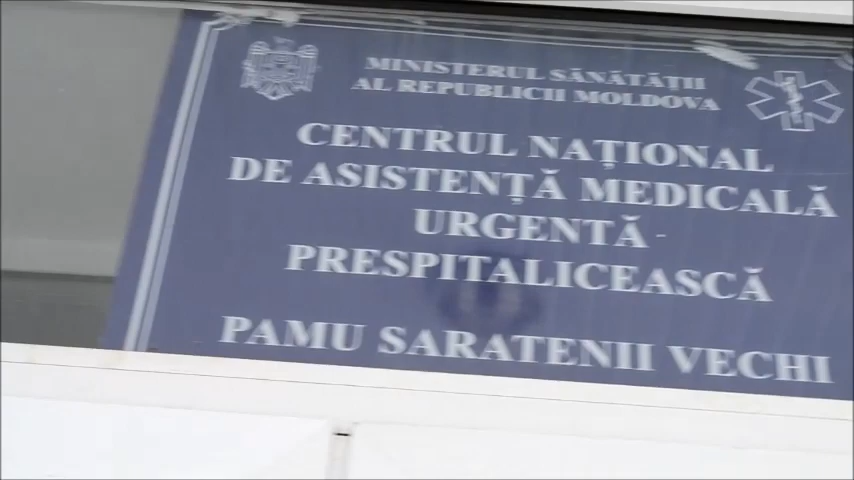 MINISTERUL SĂNĂTĂȚII
AL REPUBLICII MOLDOVA
CENTRUL NAȚIONAL
DE ASISTENȚĂ MEDICALĂ
URGENTĂ
PRESPITALICEASCĂ
PAMU SARATENII VECHI